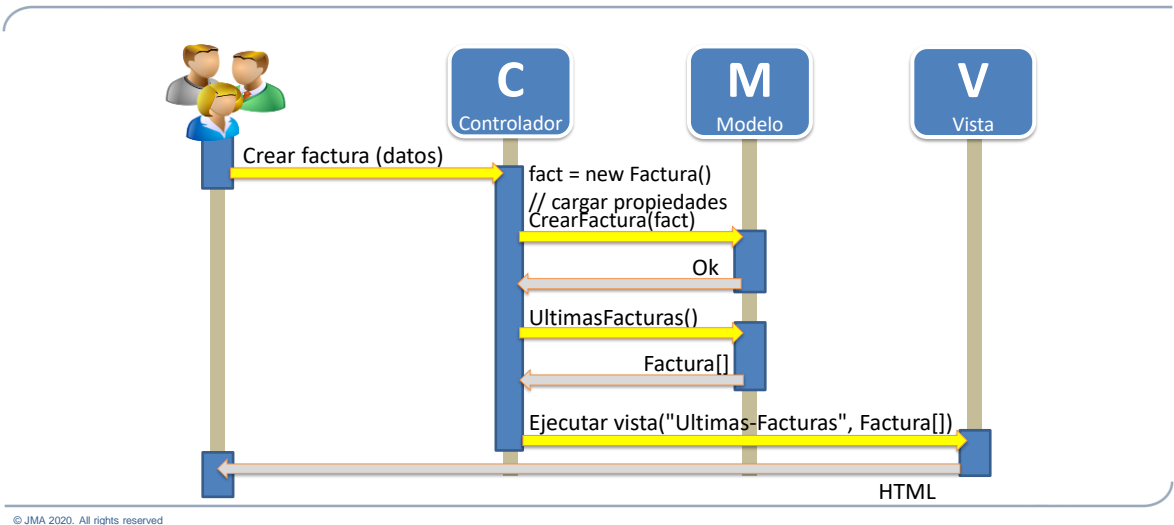 C
Controlador
M
Modelo
V
Vista
Crear factura (datos)
fact = new Factura()
// cargar propiedades
CrearFactura(fact)
Ok
UltimasFacturas()
Factura[]
Ejecutar vista("Ultimas-Facturas", Factura[])
HTML
© JMA 2020. All rights reserved